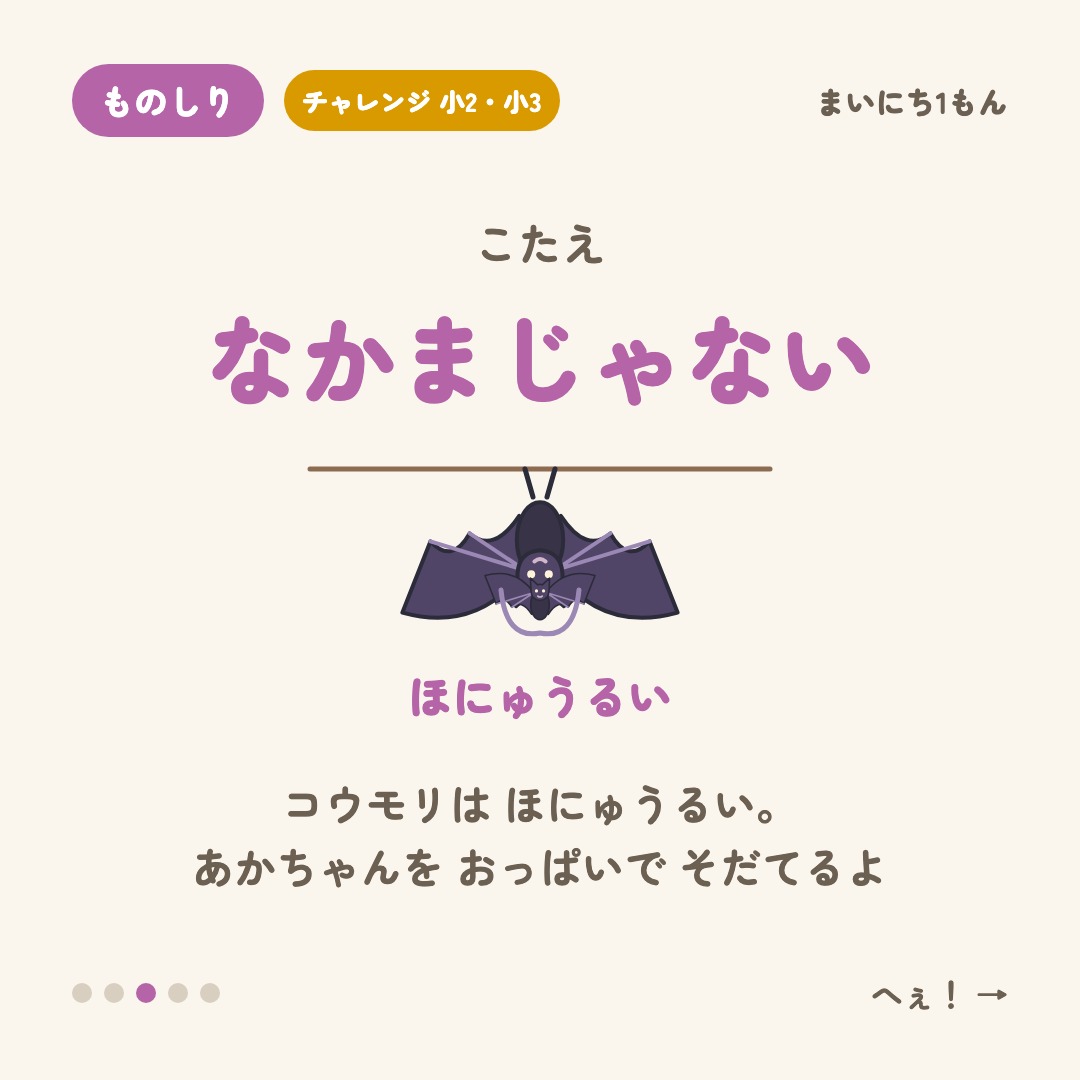 ものしり
チャレンジ 小2・小3
まいにち1もん
こたえ
なかまじゃない
ほにゅうるい
コウモリは ほにゅうるい。
あかちゃんを おっぱいで そだてるよ
へぇ！ →